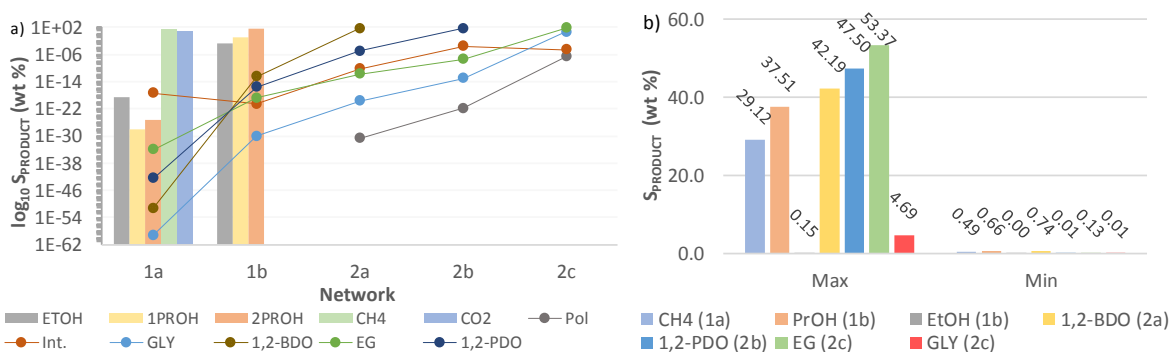 a)
log10 SPRODUCT (wt %)
1E+02
1E-06
1E-14
1E-22
1E-30
1E-38
1E-46
1E-54
1E-62
1a 1b 2a 2b 2c
Network
ETOH 1PROH 2PROH CH4 CO2 Pol
Int. GLY 1,2-BDO EG 1,2-PDO
b)
SPRODUCT (wt %)
60.0
40.0
20.0
0.0
29.12 37.51 0.15 42.19 47.50 53.37 4.69
0.49 0.66 0.00 0.74 0.01 0.13 0.01
Max Min
CH4 (1a) PrOH (1b) EtOH (1b) 1,2-BDO (2a)
1,2-PDO (2b) EG (2c) GLY (2c)